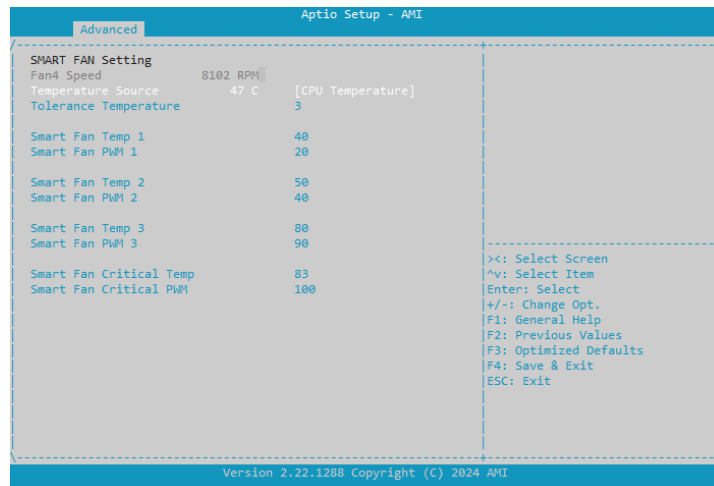 Aptio Setup - AMI
Advanced
SMART FAN Setting
Fan4 Speed 8102 RPM
Temperature Source 47 C [CPU Temperature]
Tolerance Temperature 3
Smart Fan Temp 1 40
Smart Fan PWM 1 20
Smart Fan Temp 2 50
Smart Fan PWM 2 40
Smart Fan Temp 3 80
Smart Fan PWM 3 90
Smart Fan Critical Temp 83
Smart Fan Critical PWM 100
><: Select Screen
^v: Select Item
Enter: Select
+/-: Change Opt.
F1: General Help
F2: Previous Values
F3: Optimized Defaults
F4: Save & Exit
ESC: Exit
Version 2.22.1288 Copyright (C) 2024 AMI